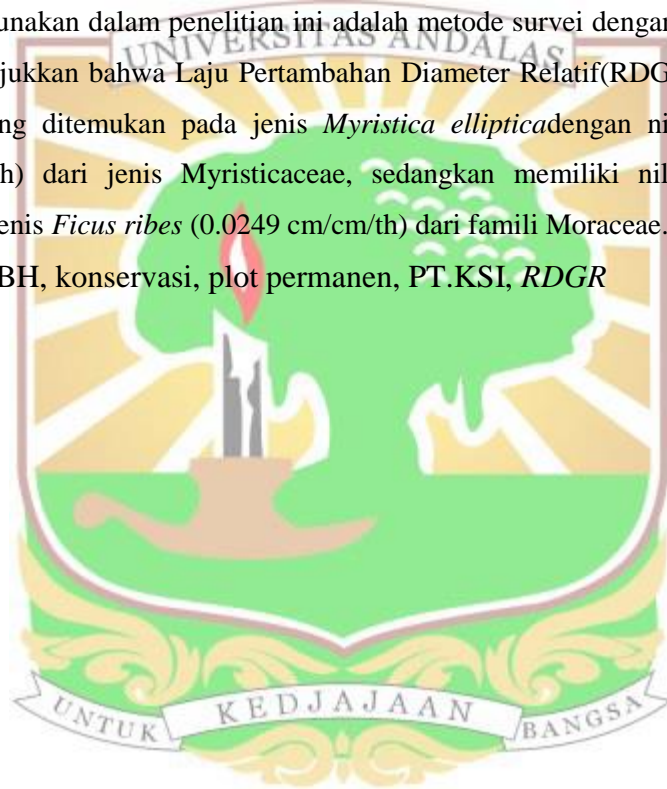 unakan dalam penelitian ini adalah metode survei dengan
UNIVERSITAS ANDALAS
jukkan bahwa Laju Pertambahan Diameter Relatif(RDG
ng ditemukan pada jenis Myristica ellipticadengan ni
h) dari jenis Myristicaceae, sedangkan memiliki nil
enis Ficus ribes (0.0249 cm/cm/th) dari famili Moraceae.
BH, konservasi, plot permanen, PT.KSI, RDGR
UNTUK KEDJAJAAN BANGSA